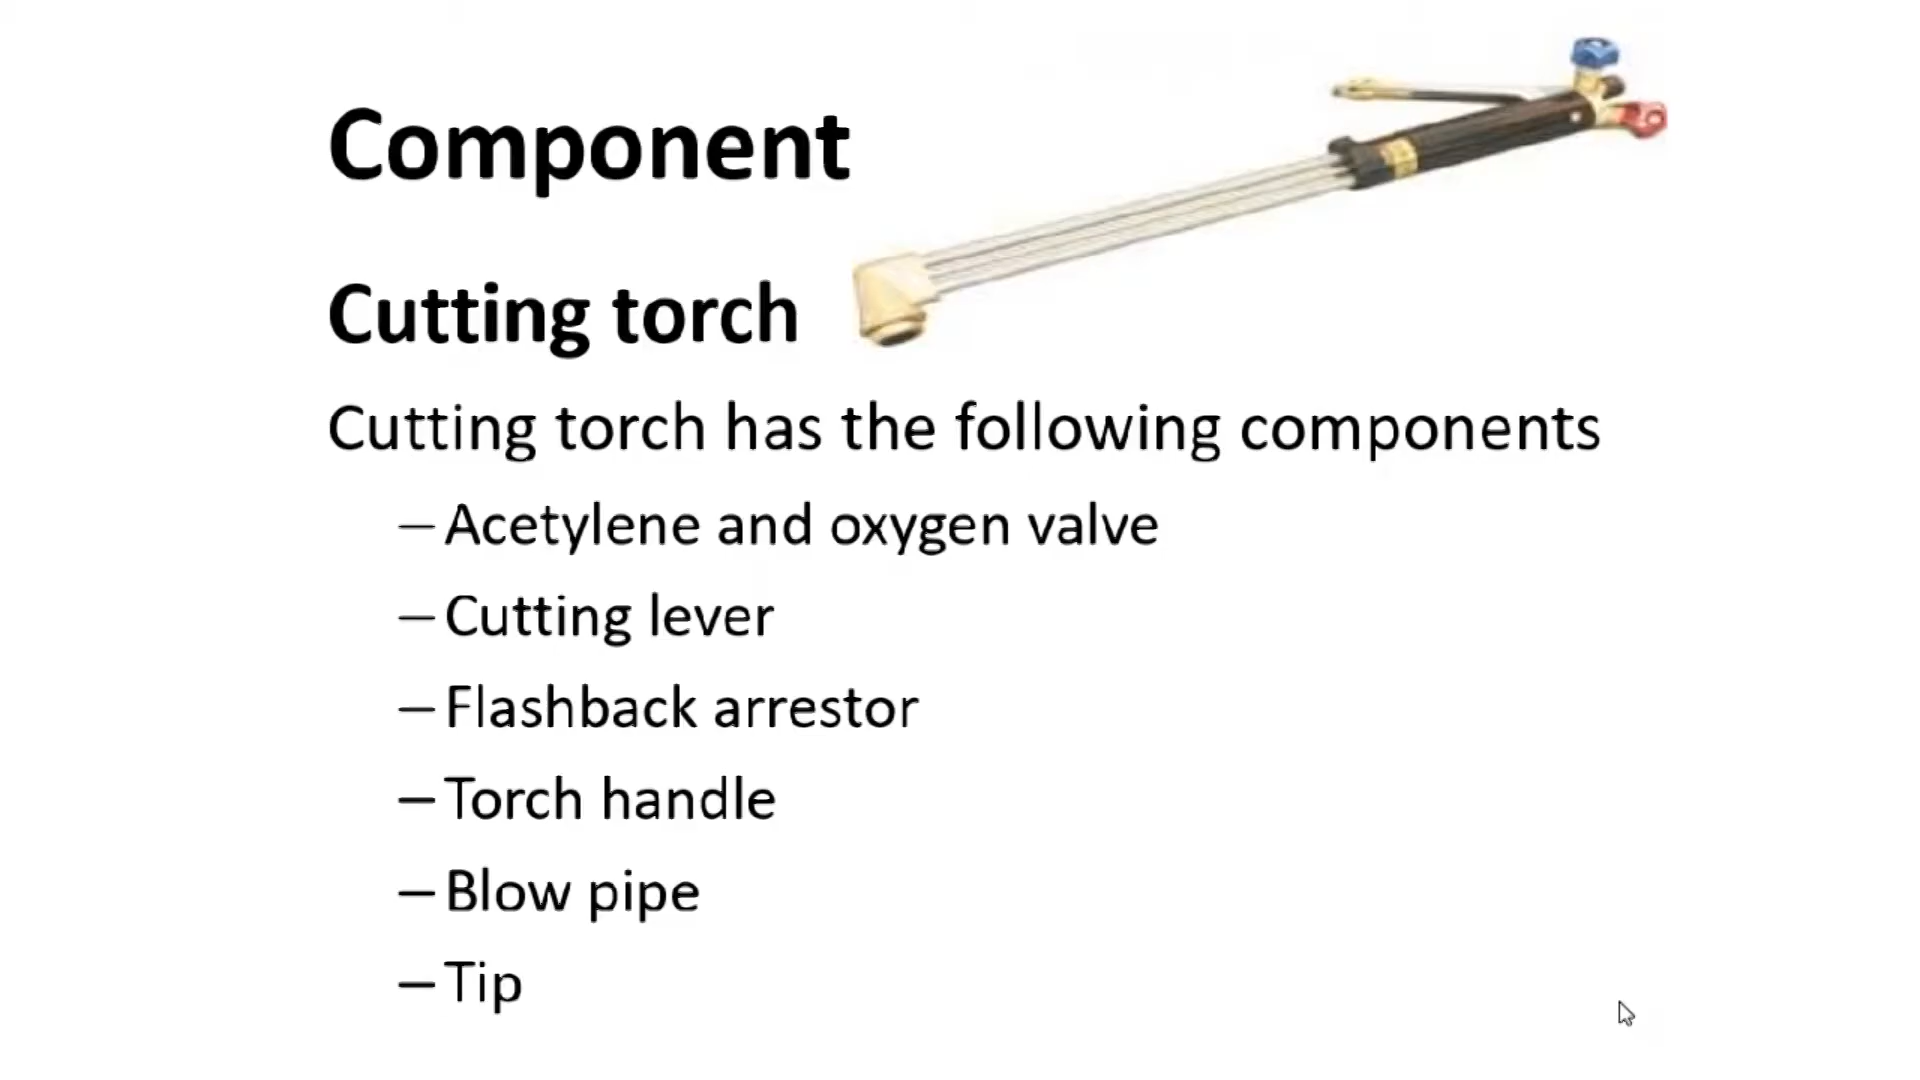 Component
Cutting torch
Cutting torch has the following components
– Acetylene and oxygen valve
– Cutting lever
– Flashback arrestor
– Torch handle
– Blow pipe
– Tip